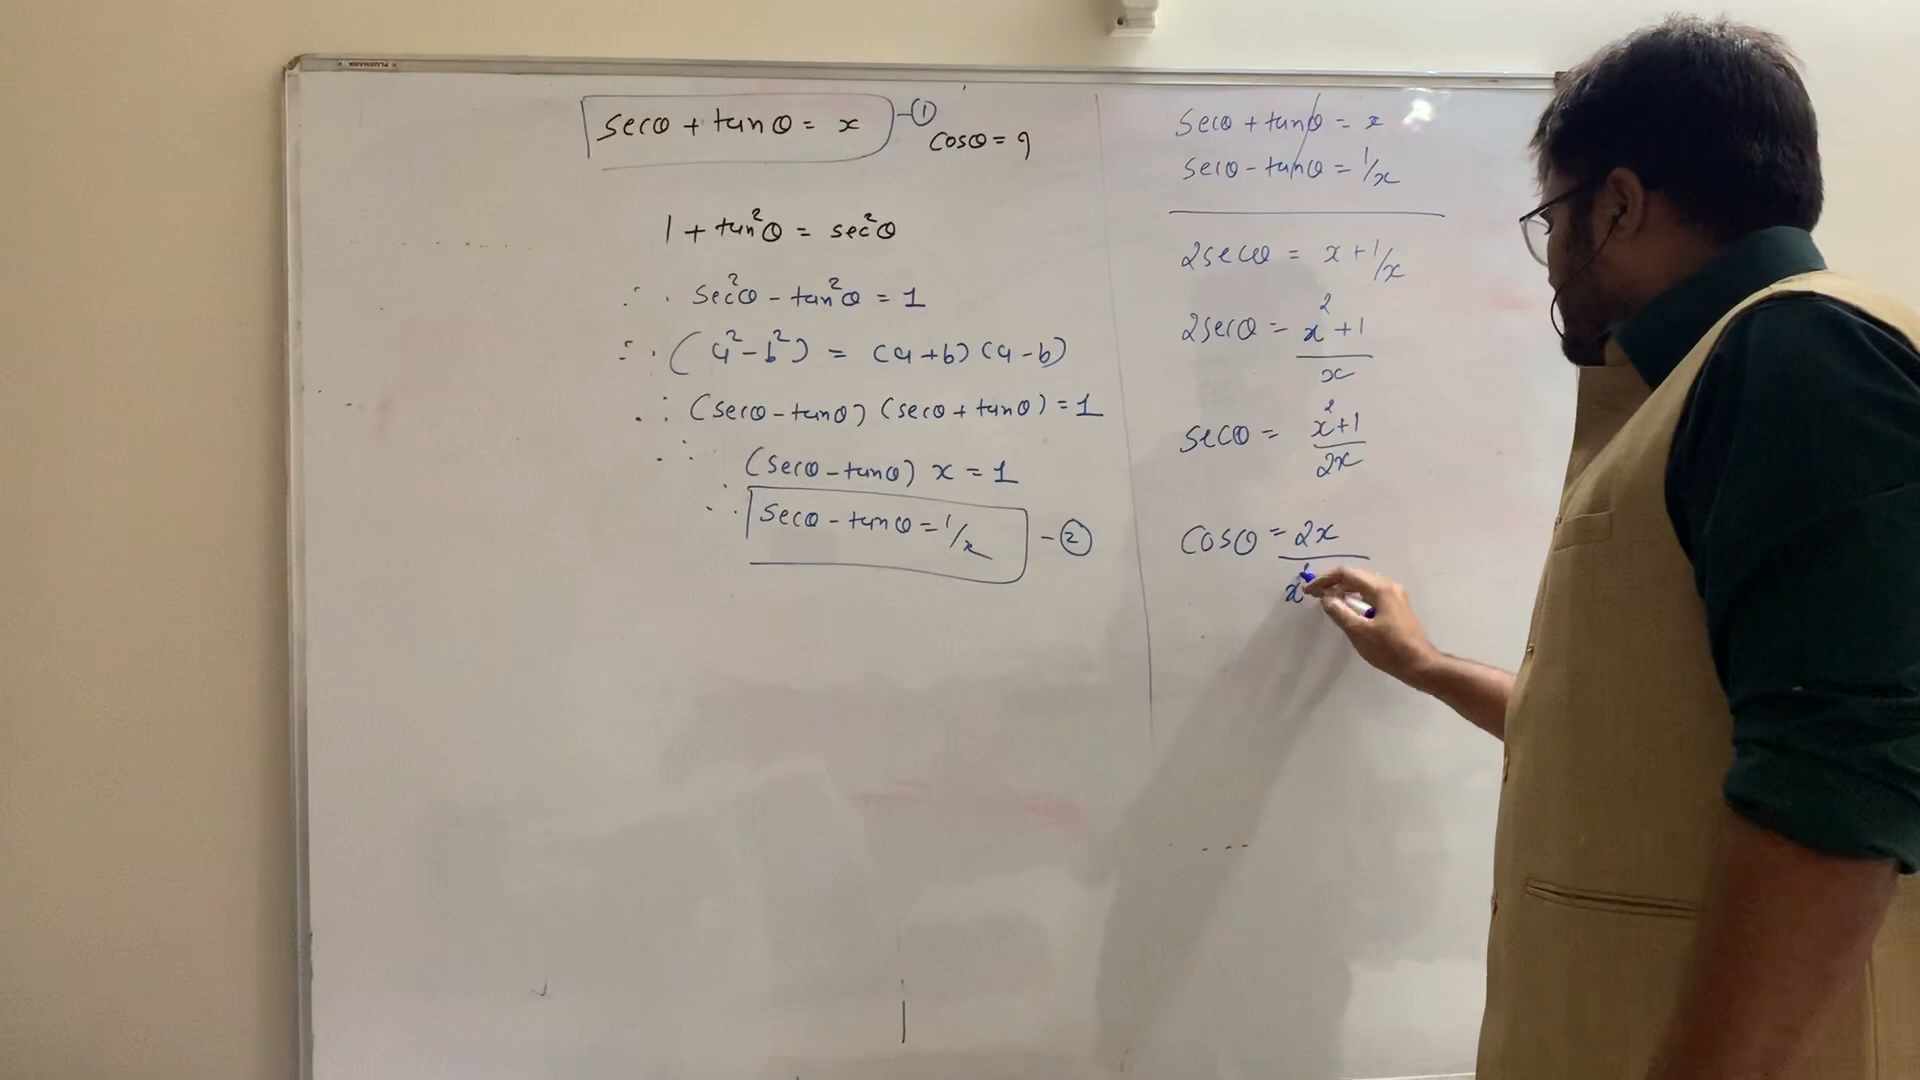 secθ + tanθ = x —①
cosθ = ?
1 + tan²θ = sec²θ
∴ sec²θ - tan²θ = 1
∴ (a² - b²) = (a+b) (a-b)
∴ (secθ - tanθ) (secθ + tanθ) = 1
∴ (secθ - tanθ) x = 1
∴ secθ - tanθ = 1/x —②
secθ + tanθ = x
secθ - tanθ = 1/x
2secθ = x + 1/x
2secθ = x² + 1
x
secθ = x² + 1
2x
cosθ = 2x
x